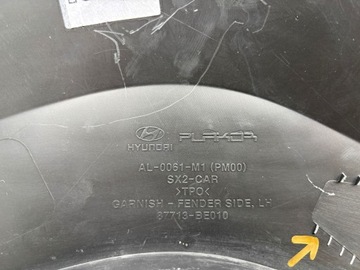 HYUNDAI PLAKOR
AL-0061-M1 (PM00)
SX2-CAR
>TPO<
GARNISH - FENDER SIDE, LH
87713-BE010